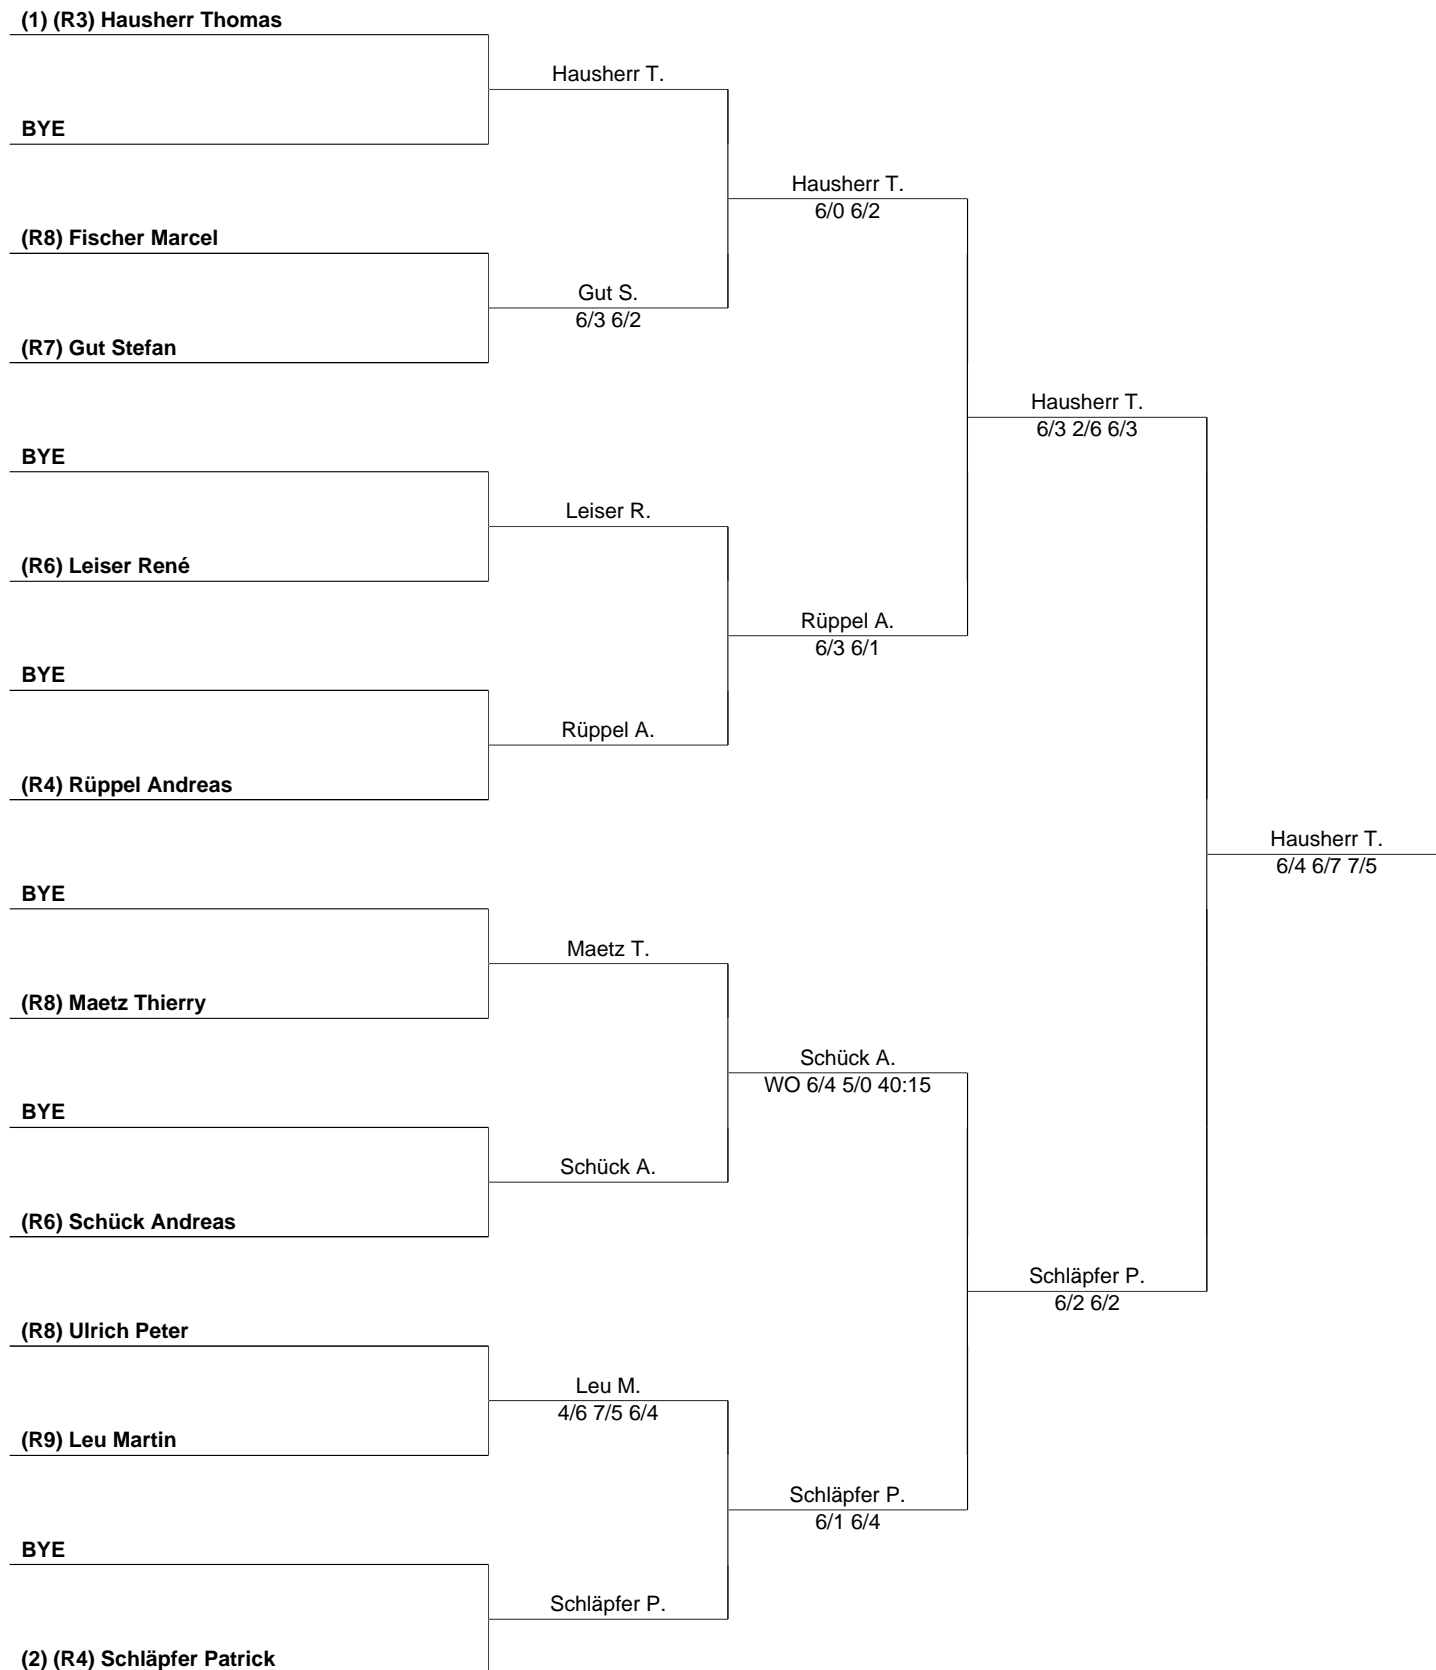 (1) (R3) Hausherr Thomas
Hausherr T.
BYE
Hausherr T.
6/0 6/2
(R8) Fischer Marcel
Gut S.
6/3 6/2
(R7) Gut Stefan
Hausherr T.
6/3 2/6 6/3
BYE
Leiser R.
(R6) Leiser René
Rüppel A.
6/3 6/1
BYE
Rüppel A.
(R4) Rüppel Andreas
Hausherr T.
6/4 6/7 7/5
BYE
Maetz T.
(R8) Maetz Thierry
Schück A.
WO 6/4 5/0 40:15
BYE
Schück A.
(R6) Schück Andreas
Schläpfer P.
6/2 6/2
(R8) Ulrich Peter
Leu M.
4/6 7/5 6/4
(R9) Leu Martin
Schläpfer P.
6/1 6/4
BYE
Schläpfer P.
(2) (R4) Schläpfer Patrick